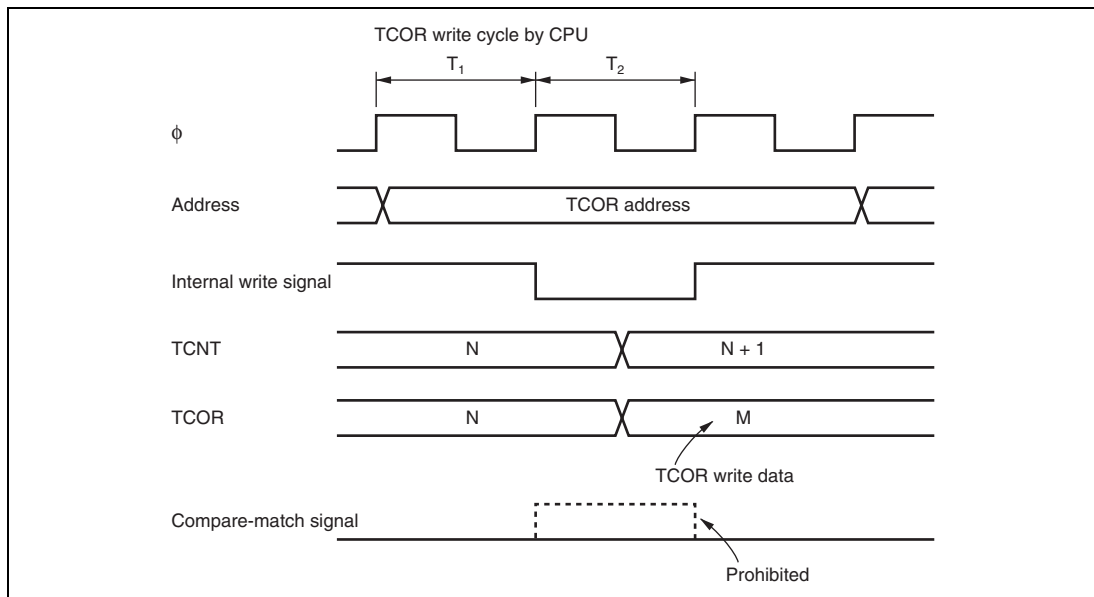 TCOR write cycle by CPU
T1 T2
ϕ
Address TCOR address
Internal write signal
TCNT N N + 1
TCOR N M
TCOR write data
Compare-match signal
Prohibited